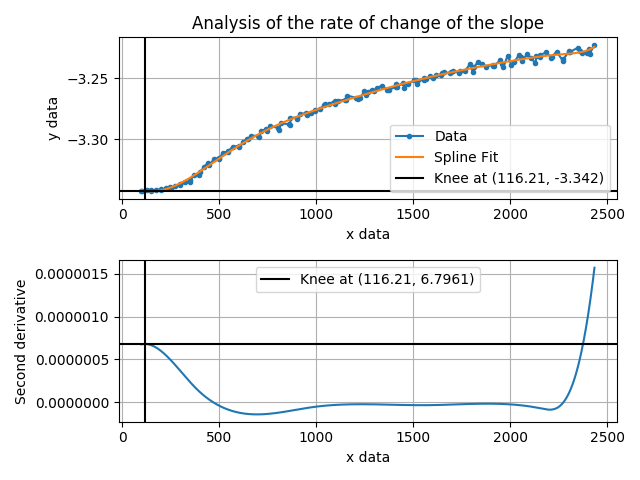 Analysis of the rate of change of the slope
y data
−3.25
−3.30
Data
Spline Fit
Knee at (116.21, -3.342)
0
500
1000
1500
2000
2500
x data
Second derivative
0.0000015
0.0000010
0.0000005
0.0000000
Knee at (116.21, 6.7961)
0
500
1000
1500
2000
2500
x data